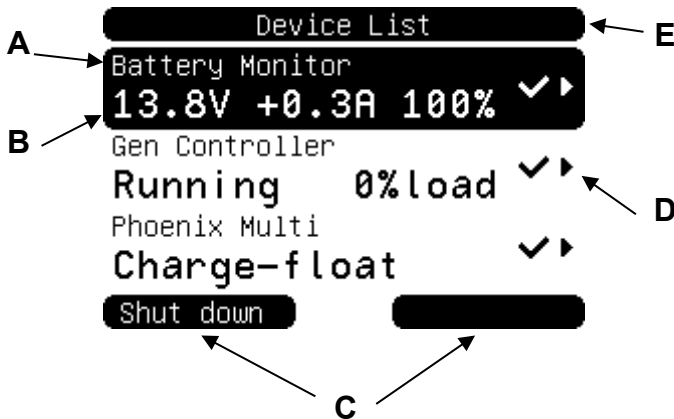 Device List
E
A
Battery Monitor
13.8V +0.3A 100%
B
Gen Controller
Running 0%load
D
Phoenix Multi
Charge-float
Shut down
C